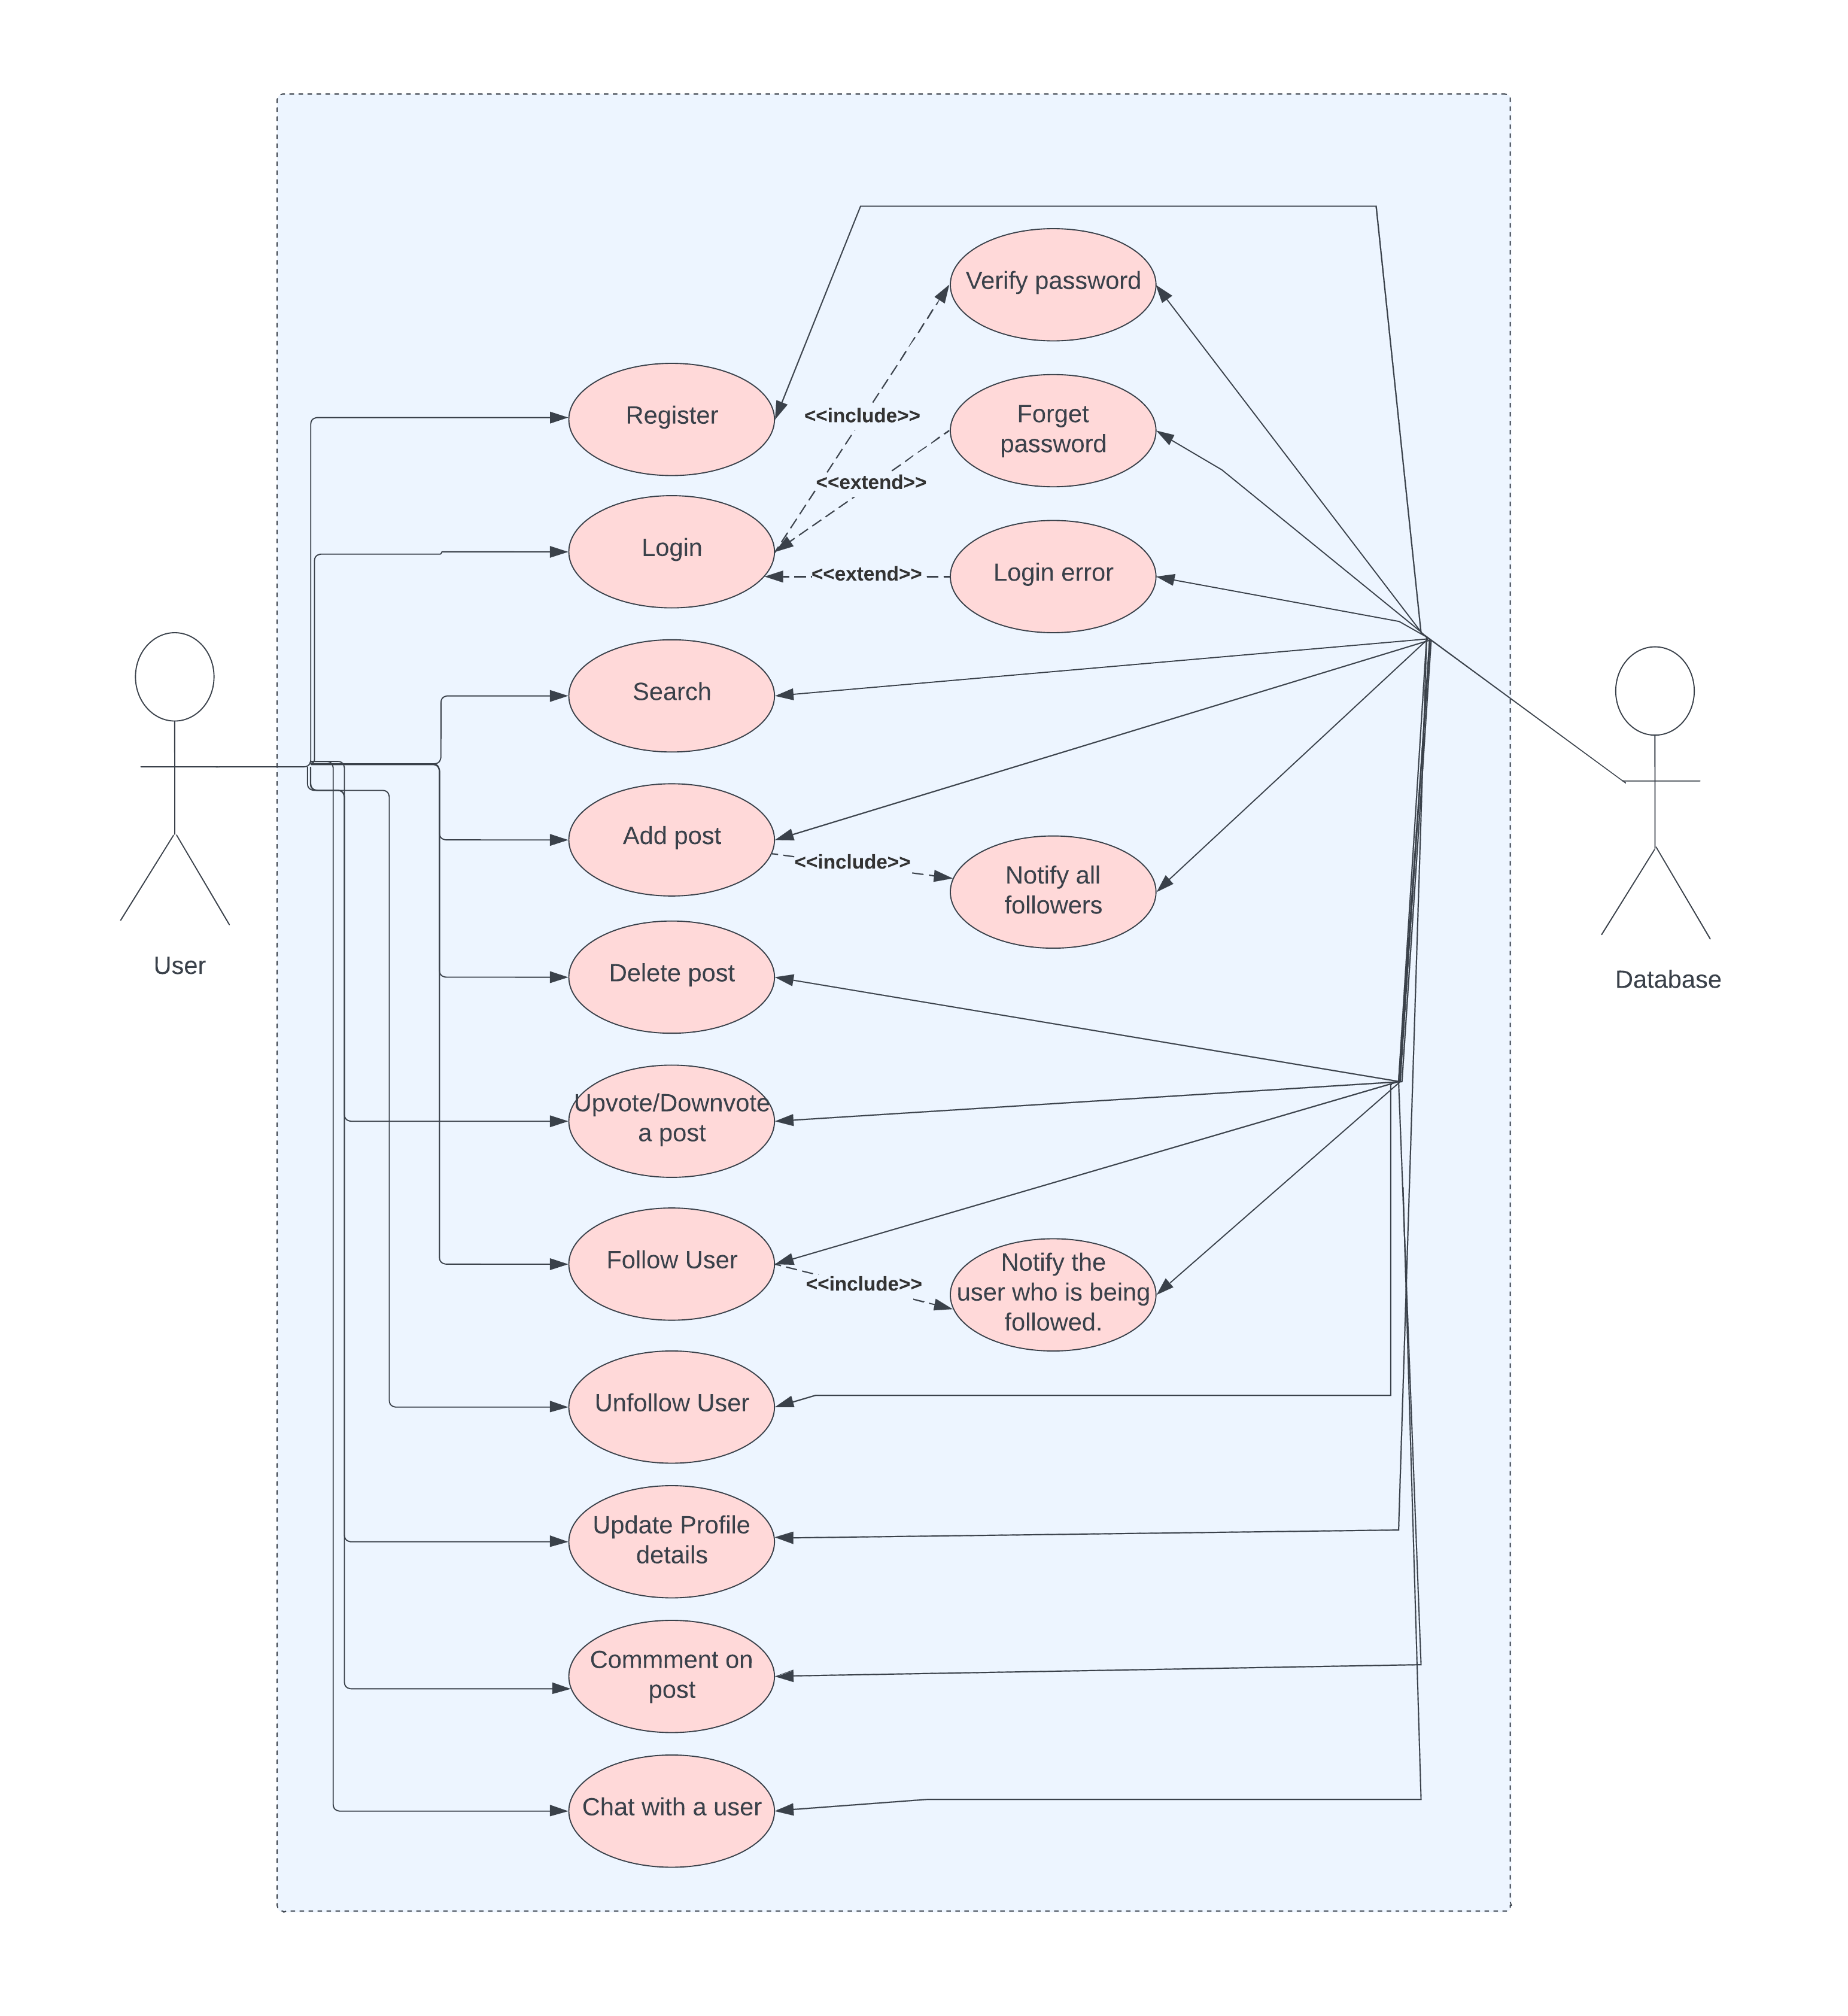 Verify password
Register
<<include>>
Forget
password
<<extend>>
Login
<<extend>>
Login error
Search
Add post
<<include>>
Notify all
followers
User
Delete post
Database
Upvote/Downvote
a post
Follow User
<<include>>
Notify the
user who is being
followed.
Unfollow User
Update Profile
details
Commment on
post
Chat with a user